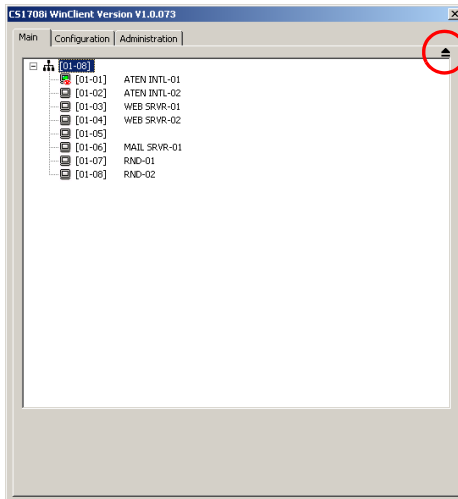 CS1708i WinClient Version V1.0.073
Main Configuration Administration
[01-08]
[01-01] ATEN INTL-01
[01-02] ATEN INTL-02
[01-03] WEB SRVR-01
[01-04] WEB SRVR-02
[01-05]
[01-06] MAIL SRVR-01
[01-07] RND-01
[01-08] RND-02